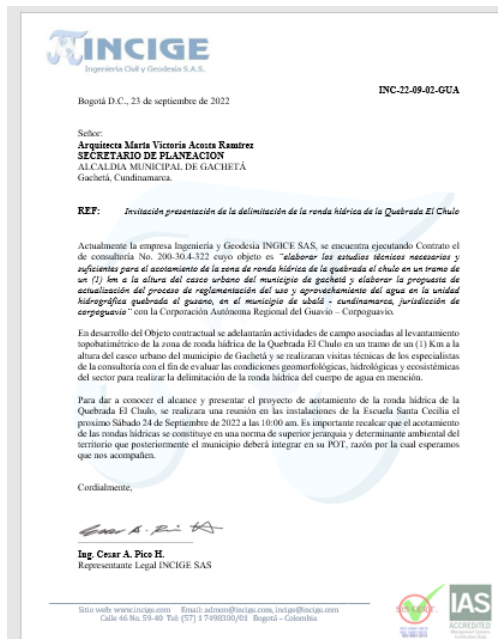 INCIGE
Ingeniería Civil y Geodesia S.A.S.
INC-22-09-02-GUA
Bogotá D.C., 23 de septiembre de 2022
Señor:
Arquitecta María Victoria Acosta Ramírez
SECRETARIO DE PLANEACION
ALCALDIA MUNICIPAL DE GACHETÁ
Gachetá, Cundinamarca.
REF: Invitación presentación de la delimitación de la ronda hídrica de la Quebrada El Chulo
Actualmente la empresa Ingeniería y Geodesia INGICE SAS, se encuentra ejecutando Contrato el
de consultoría No. 200-30.4-322 cuyo objeto es "elaborar los estudios técnicos necesarios y
suficientes para el acotamiento de la zona de ronda hídrica de la quebrada el chulo en un tramo de
un (1) km a la altura del casco urbano del municipio de gachetá y elaborar la propuesta de
actualización del proceso de reglamentación del uso y aprovechamiento del agua en la unidad
hidrográfica quebrada el gusano, en el municipio de ubalá - cundinamarca, jurisdicción de
corpoguavio" con la Corporación Autónoma Regional del Guavio – Corpoguavio.
En desarrollo del Objeto contractual se adelantarán actividades de campo asociadas al levantamiento
topobatimétrico de la zona de ronda hídrica de la Quebrada El Chulo en un tramo de un (1) Km a la
altura del casco urbano del municipio de Gachetá y se realizaran visitas técnicas de los especialistas
de la consultoría con el fin de evaluar las condiciones geomorfológicas, hidrológicas y ecosistémicas
del sector para realizar la delimitación de la ronda hídrica del cuerpo de agua en mención.
Para dar a conocer el alcance y presentar el proyecto de acotamiento de la ronda hídrica de la
Quebrada El Chulo, se realizara una reunión en las instalaciones de la Escuela Santa Cecilia el
proximo Sábado 24 de Septiembre de 2022 a las 10:00 am. Es importante recalcar que el acotamiento
de las rondas hídricas se constituye en una norma de superior jerarquia y determinante ambiental del
territorio que posteriormente el municipio deberá integrar en su POT, razón por la cual esperamos
que nos acompañen.
Cordialmente,
Ing. Cesar A. Pico H.
Representante Legal INCIGE SAS
Sitio web: www.incige.com Email: admon@incige.com, incige@incige.com
Calle 46 No. 59-40 Tel: (57) 1 7498300/01 Bogotá – Colombia
IAS
ACCREDITED